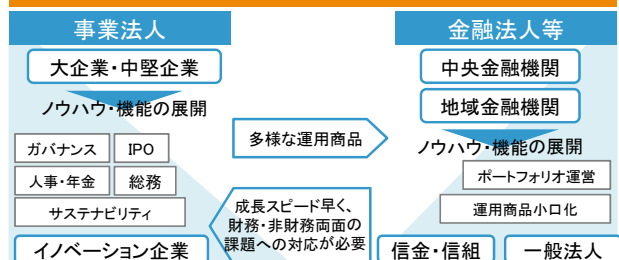 事業法人
大企業・中堅企業
ノウハウ・機能の展開
ガバナンス
IPO
人事・年金
総務
サステナビリティ
イノベーション企業
多様な運用商品
成長スピード早く、
財務・非財務両面の
課題への対応が必要
金融法人等
中央金融機関
地域金融機関
ノウハウ・機能の展開
ポートフォリオ運営
運用商品小口化
信金・信組
一般法人